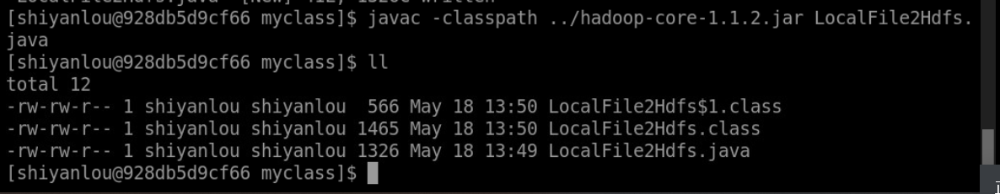 [shiyanlou@928db5d9cf66 myclass]$ javac -classpath ../hadoop-core-1.1.2.jar LocalFile2Hdfs.
java
[shiyanlou@928db5d9cf66 myclass]$ ll
total 12
-rw-rw-r-- 1 shiyanlou shiyanlou  566 May 18 13:50 LocalFile2Hdfs$1.class
-rw-rw-r-- 1 shiyanlou shiyanlou 1465 May 18 13:50 LocalFile2Hdfs.class
-rw-rw-r-- 1 shiyanlou shiyanlou 1326 May 18 13:49 LocalFile2Hdfs.java
[shiyanlou@928db5d9cf66 myclass]$